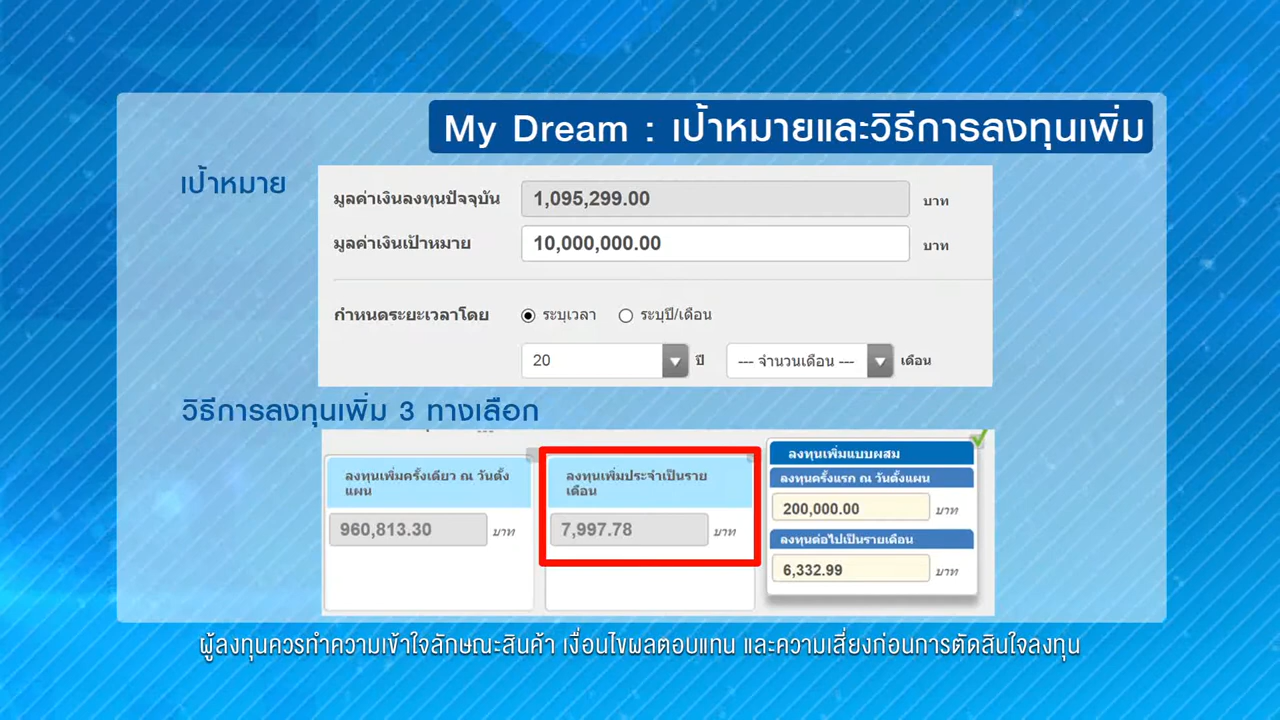 My Dream : เป้าหมายและวิธีการลงทุนเพิ่ม
เป้าหมาย
มูลค่าเงินลงทุนปัจจุบัน 1,095,299.00 บาท
มูลค่าเงินเป้าหมาย 10,000,000.00 บาท
กำหนดระยะเวลาโดย ระบุเวลา ระบุปี/เดือน
20 ปี --- จำนวนเดือน --- เดือน
วิธีการลงทุนเพิ่ม 3 ทางเลือก
ลงทุนเพิ่มครั้งเดียว ณ วันตั้ง
แผน
960,813.30 บาท
ลงทุนเพิ่มประจำเป็นราย
เดือน
7,997.78 บาท
ลงทุนเพิ่มแบบผสม
ลงทุนครั้งแรก ณ วันตั้งแผน
200,000.00 บาท
ลงทุนต่อไปเป็นรายเดือน
6,332.99 บาท
ผู้ลงทุนควรทำความเข้าใจลักษณะสินค้า เงื่อนไขผลตอบแทน และความเสี่ยงก่อนการตัดสินใจลงทุน